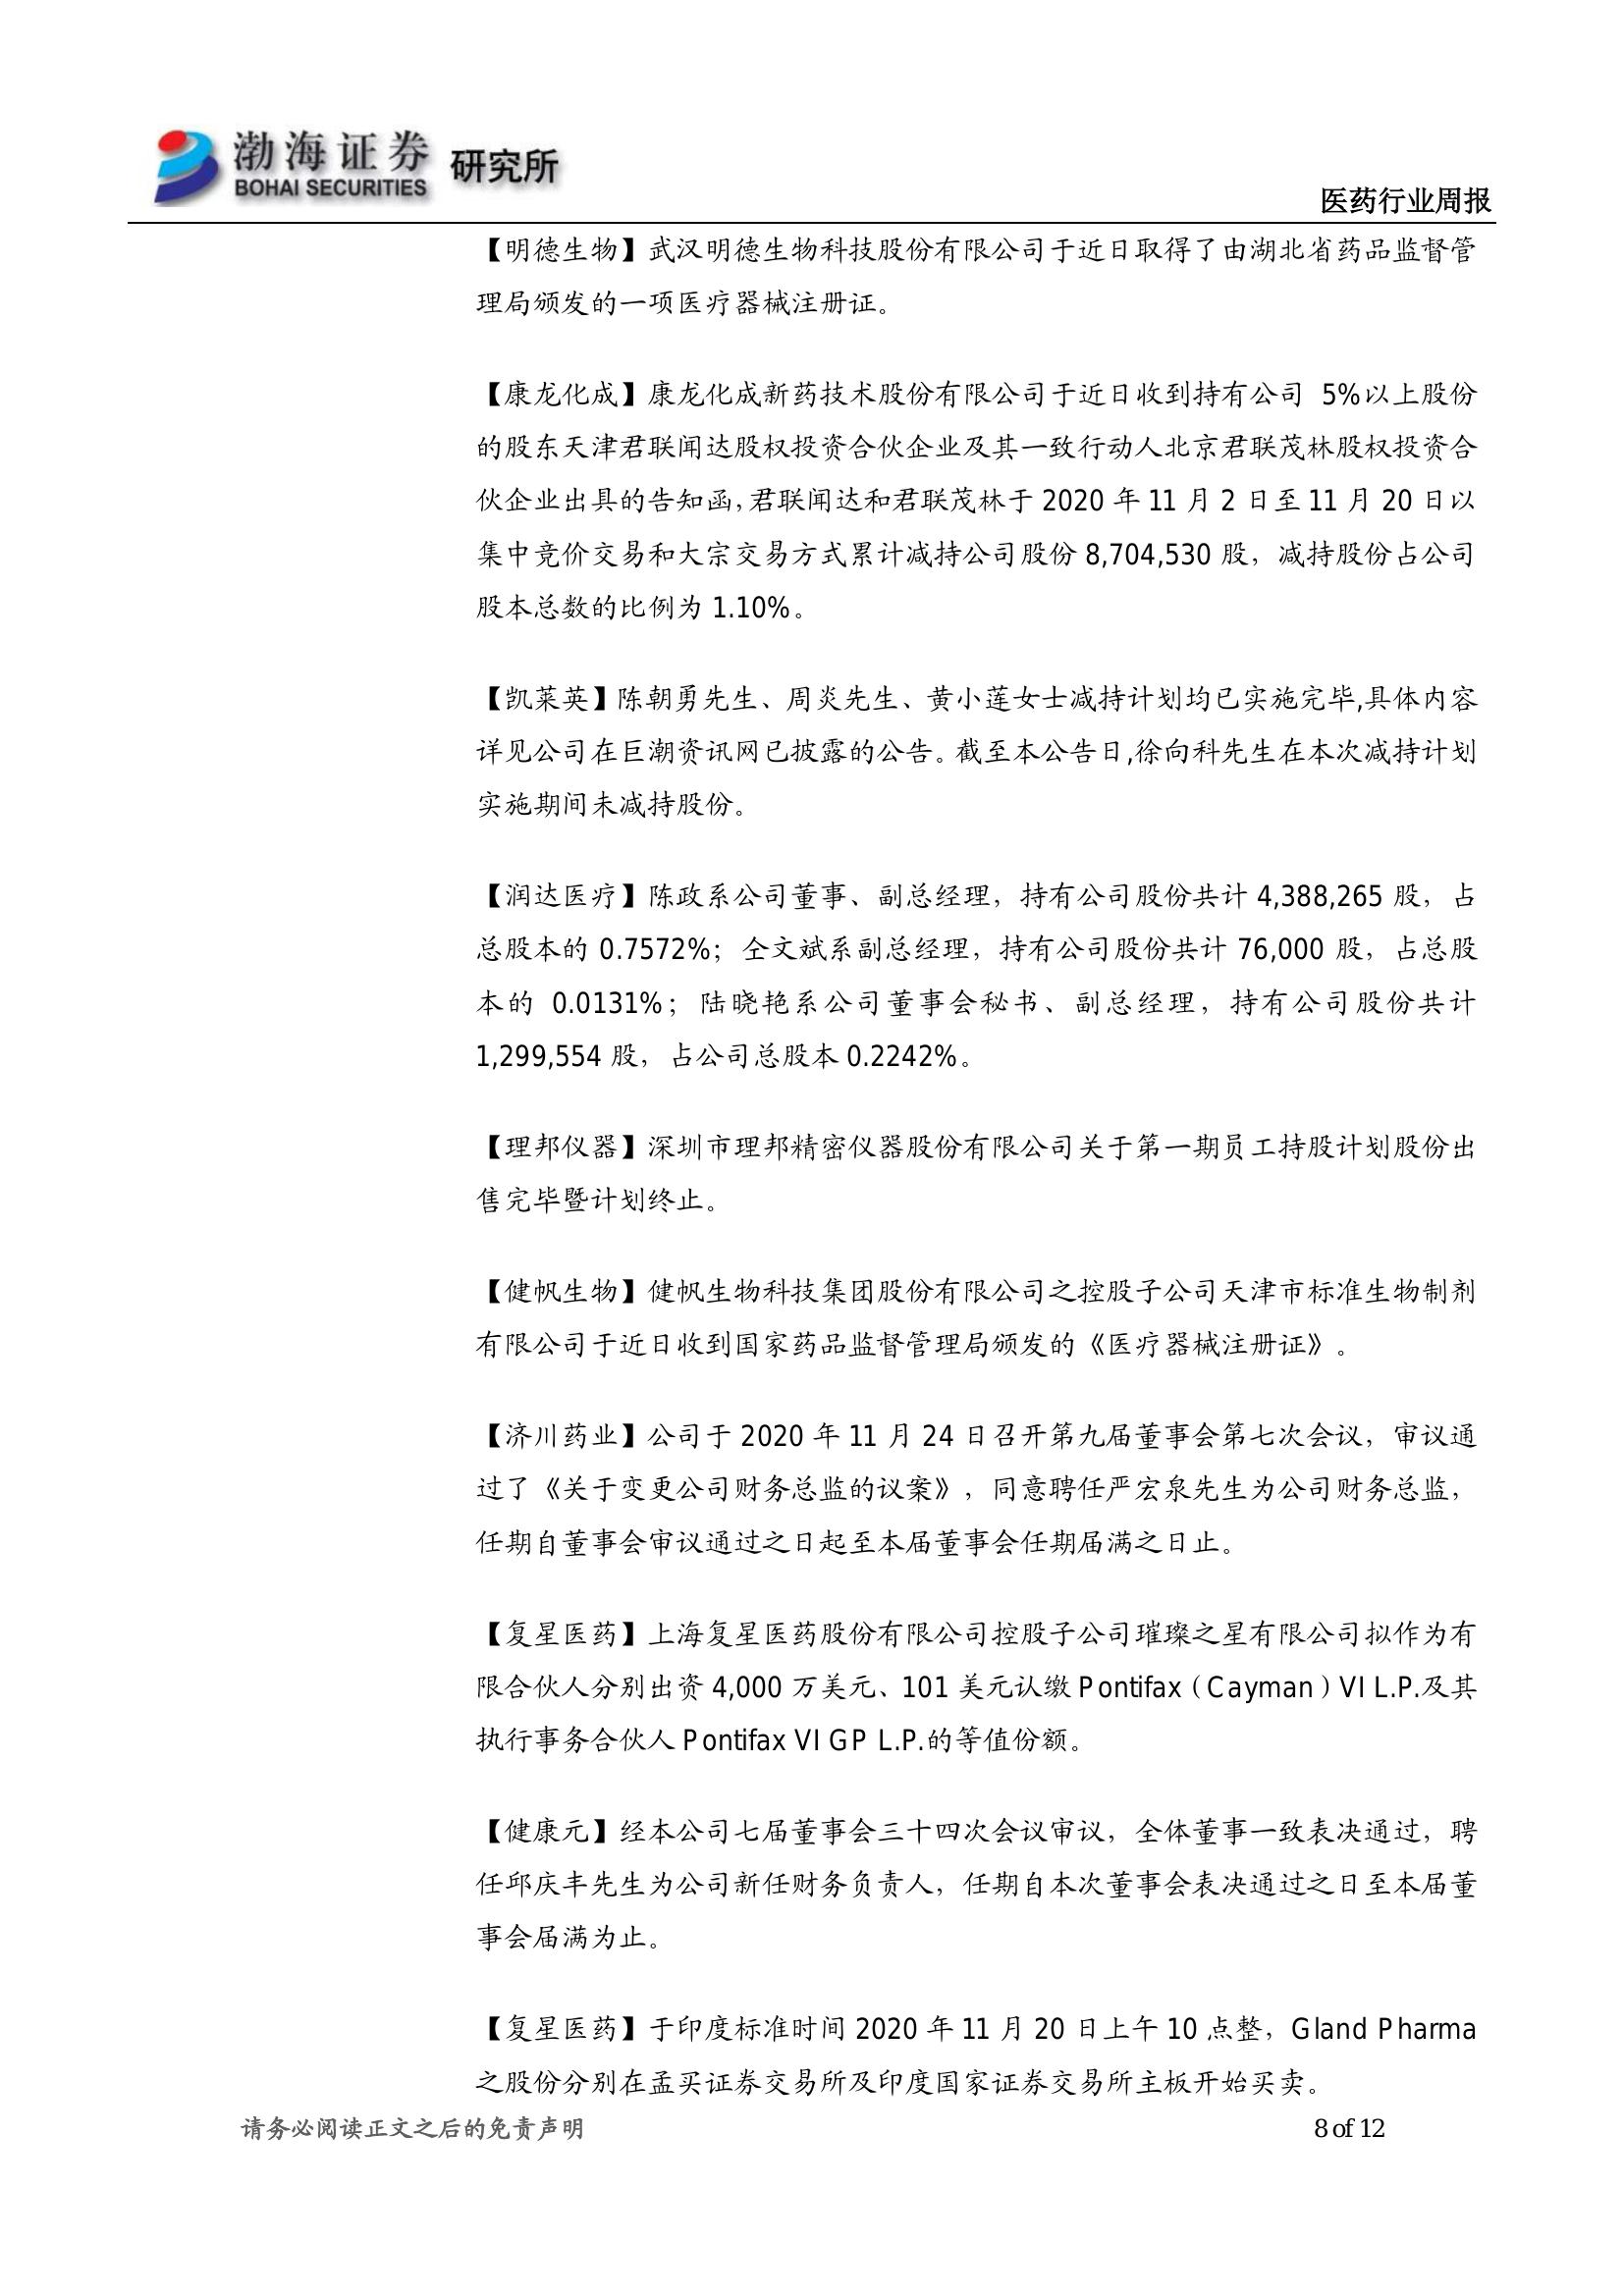 渤海证券 研究所
BOHAI SECURITIES
医药行业周报
【明德生物】武汉明德生物科技股份有限公司于近日取得了由湖北省药品监督管
理局颁发的一项医疗器械注册证。
【康龙化成】康龙化成新药技术股份有限公司于近日收到持有公司 5%以上股份
的股东天津君联闻达股权投资合伙企业及其一致行动人北京君联茂林股权投资合
伙企业出具的告知函,君联闻达和君联茂林于 2020 年 11 月 2 日至 11 月 20 日以
集中竞价交易和大宗交易方式累计减持公司股份 8,704,530 股，减持股份占公司
股本总数的比例为 1.10%。
【凯莱英】陈朝勇先生、周炎先生、黄小莲女士减持计划均已实施完毕,具体内容
详见公司在巨潮资讯网已披露的公告。截至本公告日,徐向科先生在本次减持计划
实施期间未减持股份。
【润达医疗】陈政系公司董事、副总经理，持有公司股份共计 4,388,265 股，占
总股本的 0.7572%；仝文斌系副总经理，持有公司股份共计 76,000 股，占总股
本的 0.0131%；陆晓艳系公司董事会秘书、副总经理，持有公司股份共计
1,299,554 股，占公司总股本 0.2242%。
【理邦仪器】深圳市理邦精密仪器股份有限公司关于第一期员工持股计划股份出
售完毕暨计划终止。
【健帆生物】健帆生物科技集团股份有限公司之控股子公司天津市标准生物制剂
有限公司于近日收到国家药品监督管理局颁发的《医疗器械注册证》。
【济川药业】公司于 2020 年 11 月 24 日召开第九届董事会第七次会议，审议通
过了《关于变更公司财务总监的议案》，同意聘任严宏泉先生为公司财务总监，
任期自董事会审议通过之日起至本届董事会任期届满之日止。
【复星医药】上海复星医药股份有限公司控股子公司璀璨之星有限公司拟作为有
限合伙人分别出资 4,000 万美元、101 美元认缴 Pontifax（Cayman）VI L.P.及其
执行事务合伙人 Pontifax VI GP L.P.的等值份额。
【健康元】经本公司七届董事会三十四次会议审议，全体董事一致表决通过，聘
任邱庆丰先生为公司新任财务负责人，任期自本次董事会表决通过之日至本届董
事会届满为止。
【复星医药】于印度标准时间 2020 年 11 月 20 日上午 10 点整，Gland Pharma
之股份分别在孟买证券交易所及印度国家证券交易所主板开始买卖。
请务必阅读正文之后的免责声明 8 of 12